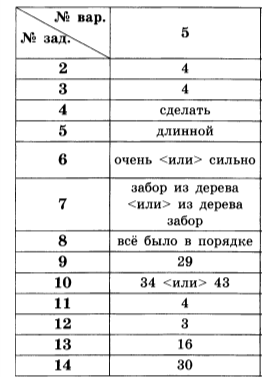 № вар.
№ зад.
5
2 4
3 4
4 сделать
5 длинной
6 очень <или> сильно
7 забор из дерева
<или> из дерева
забор
8 всё было в порядке
9 29
10 34 <или> 43
11 4
12 3
13 16
14 30